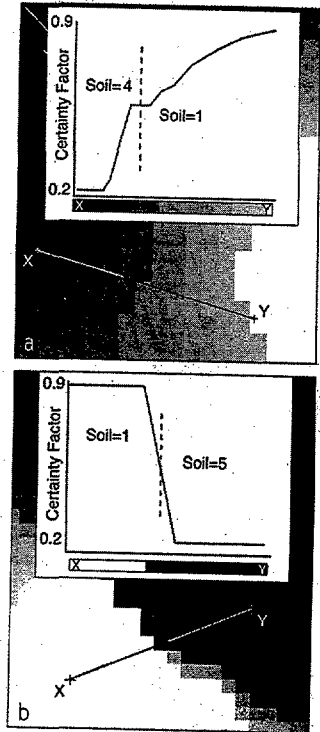 0.9
Certainty Factor
Soil=4
Soil=1
0.2
X Y
X
Y
a
0.9
Certainty Factor
Soil=1
Soil=5
0.2
X Y
Y
X
b